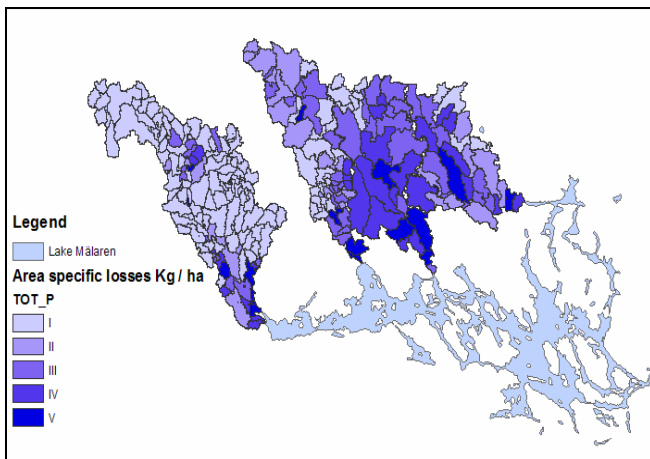 Legend
Lake Mälaren
Area specific losses Kg / ha
TOT_P
I
II
III
IV
V